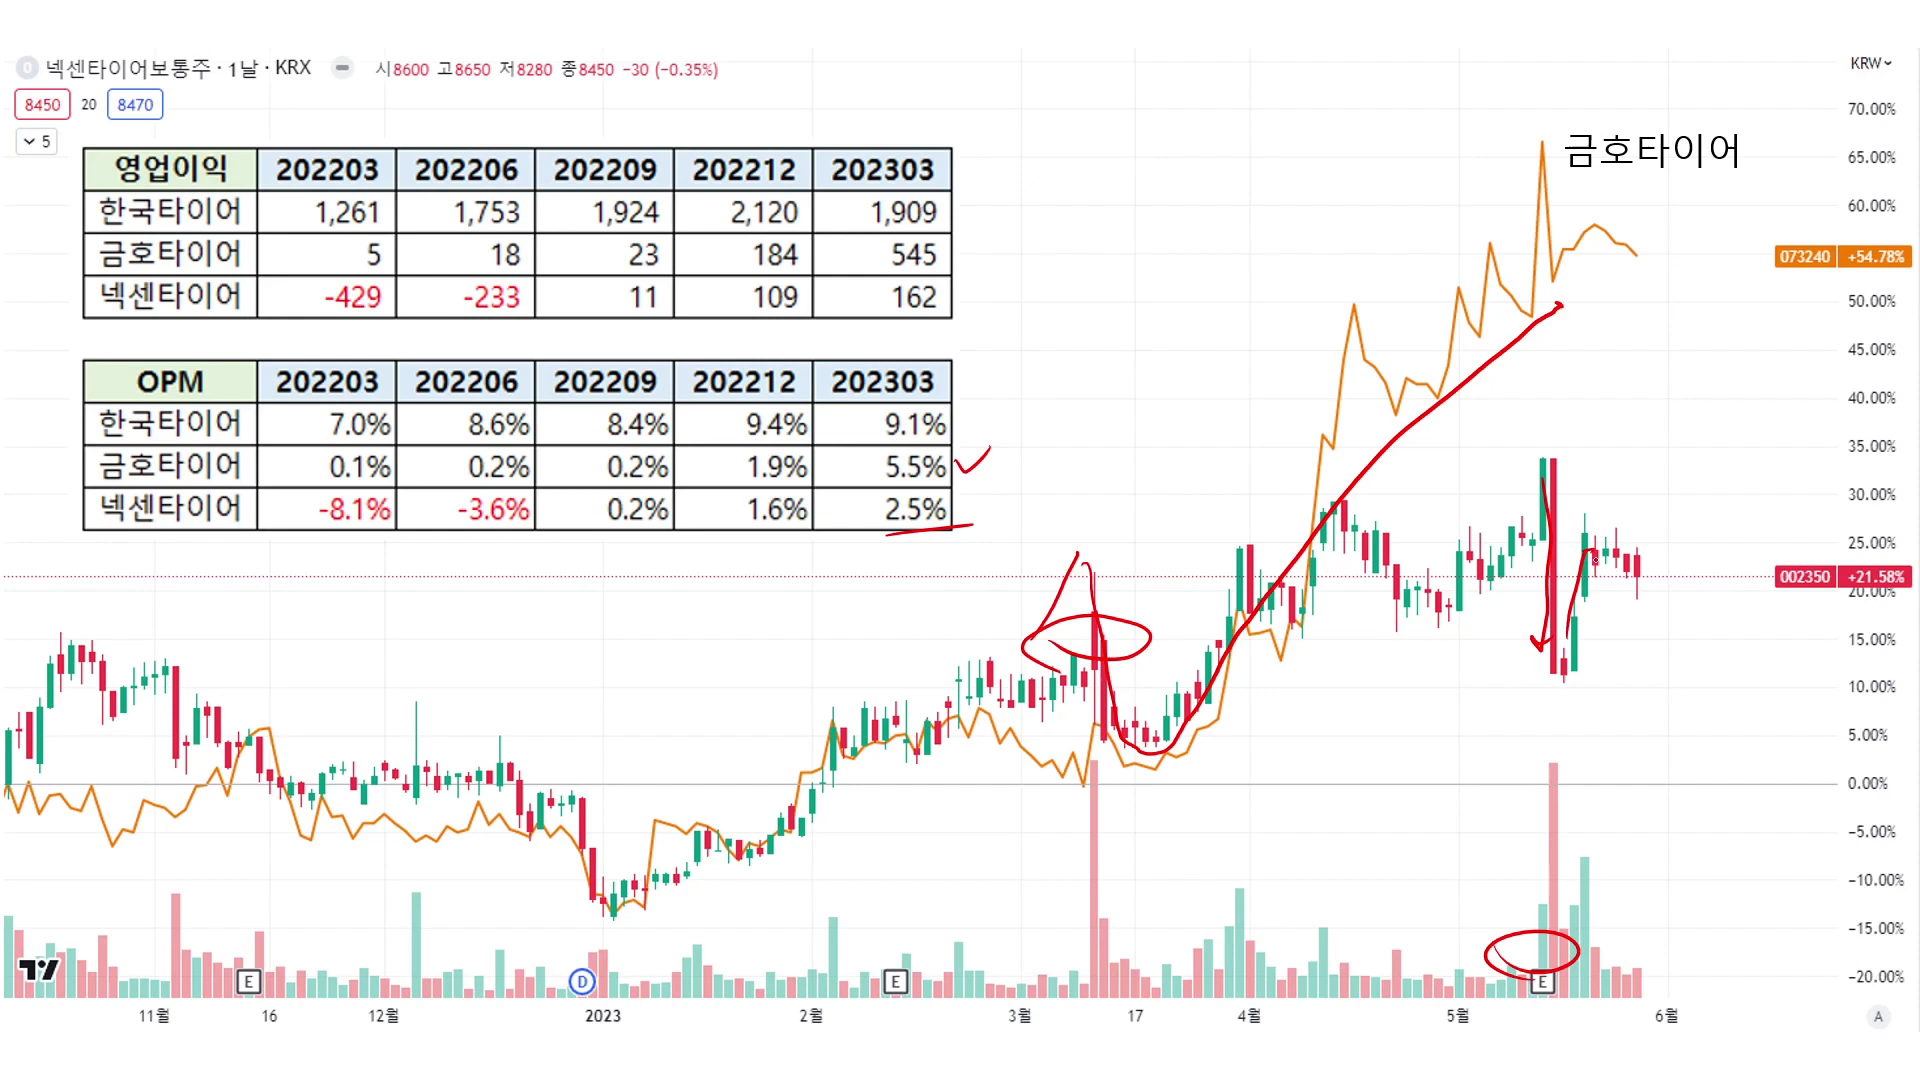 넥센타이어보통주 · 1날 · KRX 시8600 고8650 저8280 종8450 −30 (−0.35%)
KRW
8450 20 8470
5
영업이익 202203 202206 202209 202212 202303
한국타이어 1,261 1,753 1,924 2,120 1,909
금호타이어 5 18 23 184 545
넥센타이어 -429 -233 11 109 162
OPM 202203 202206 202209 202212 202303
한국타이어 7.0% 8.6% 8.4% 9.4% 9.1%
금호타이어 0.1% 0.2% 0.2% 1.9% 5.5%
넥센타이어 -8.1% -3.6% 0.2% 1.6% 2.5%
금호타이어
70.00%
65.00%
60.00%
073240 +54.78%
50.00%
45.00%
40.00%
35.00%
30.00%
25.00%
002350 +21.58%
20.00%
15.00%
10.00%
5.00%
0.00%
−5.00%
−10.00%
−15.00%
−20.00%
E D E E
11월 16 12월 2023 2월 3월 17 4월 5월 6월
A